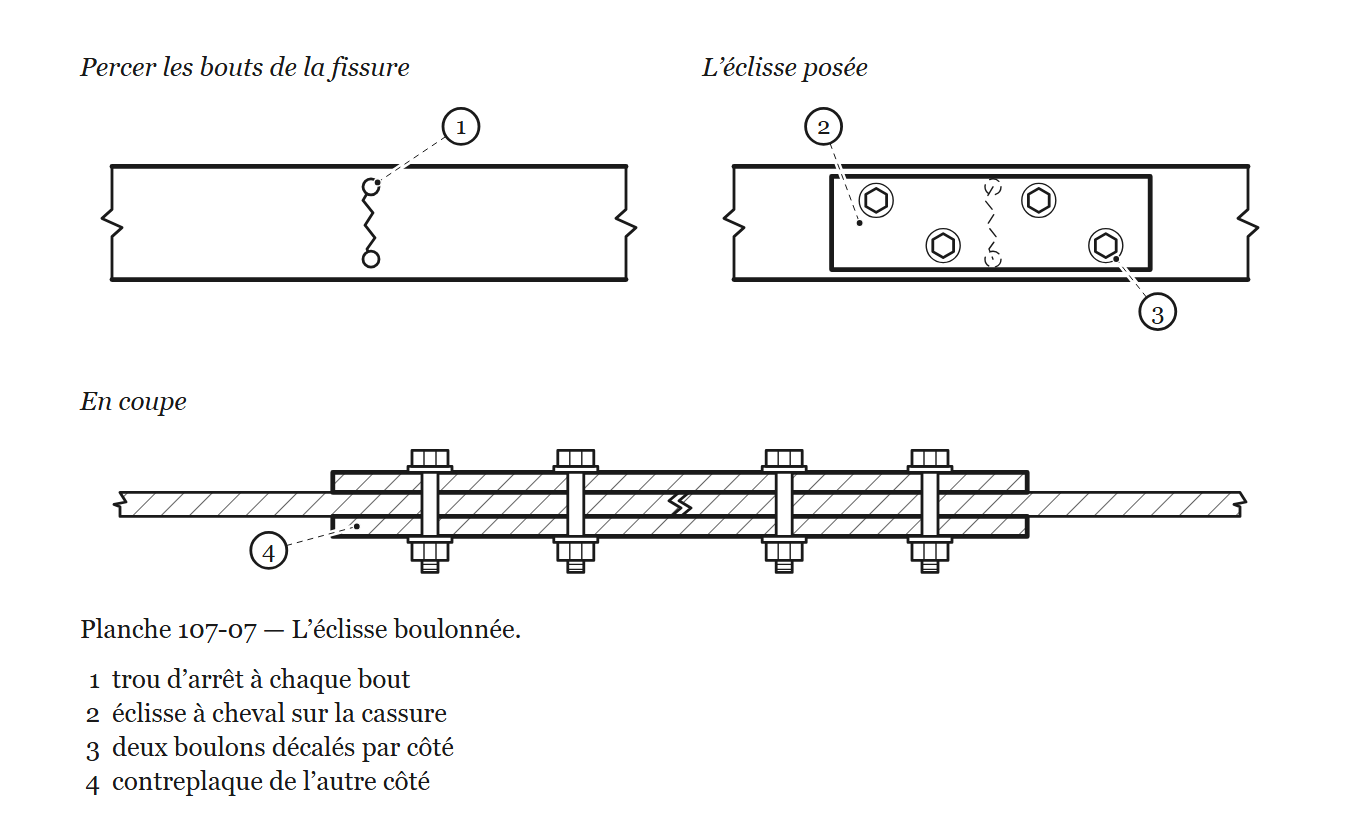 Percer les bouts de la fissure
L’éclisse posée
1
2
3
En coupe
4
Planche 107-07 — L’éclisse boulonnée.
1 trou d’arrêt à chaque bout
2 éclisse à cheval sur la cassure
3 deux boulons décalés par côté
4 contreplaque de l’autre côté